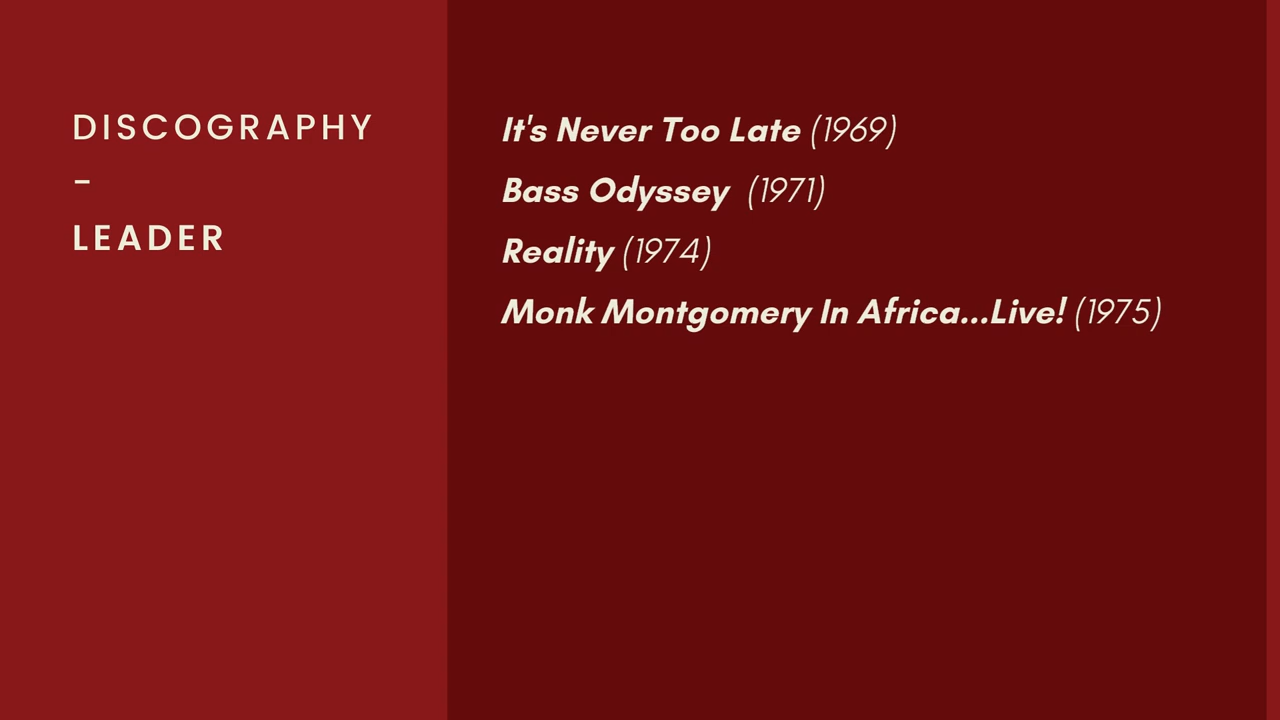 DISCOGRAPHY
–
LEADER
It's Never Too Late (1969)
Bass Odyssey (1971)
Reality (1974)
Monk Montgomery In Africa...Live! (1975)